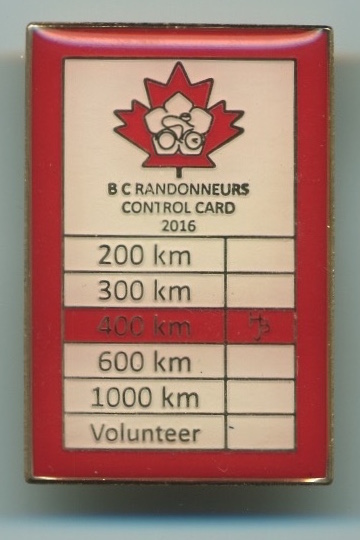 B C RANDONNEURS
CONTROL CARD
2016
200 km
300 km
400 km
600 km
1000 km
Volunteer